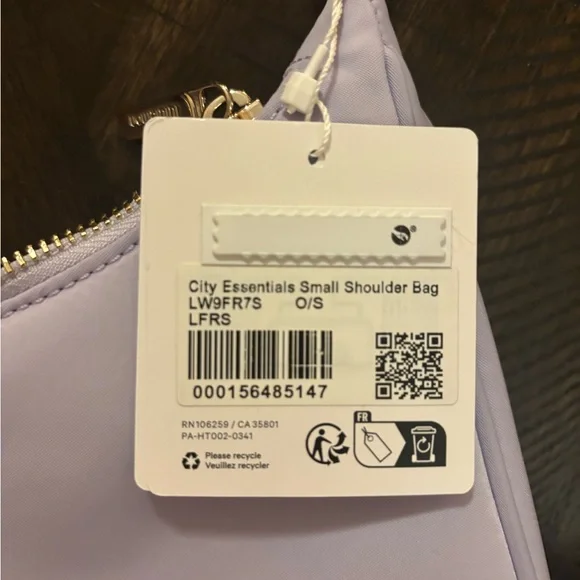 City Essentials Small Shoulder Bag
LW9FR7S O/S
LFRS
000156485147
RN106259 / CA 35801
PA-HT002-0341
Please recycle
Veuillez recycler
FR